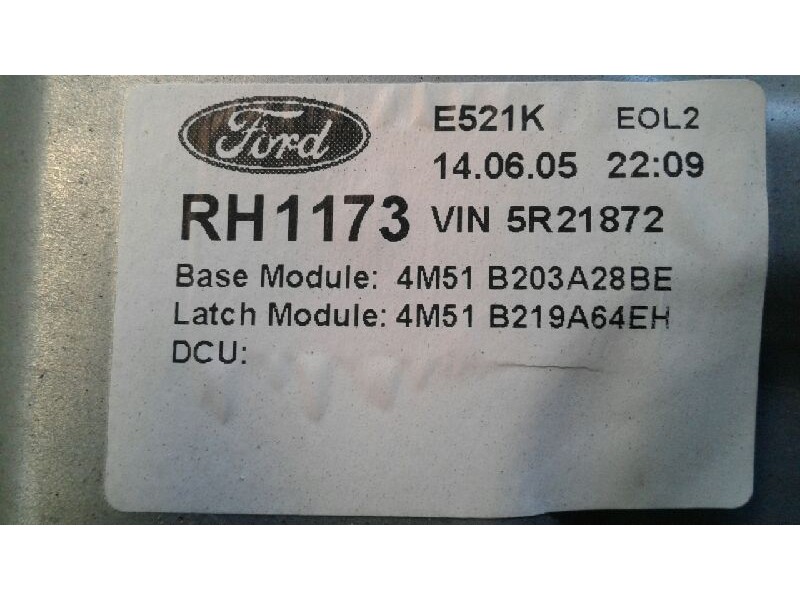 Ford
E521K EOL2
14.06.05 22:09
RH1173 VIN 5R21872
Base Module: 4M51 B203A28BE
Latch Module: 4M51 B219A64EH
DCU: